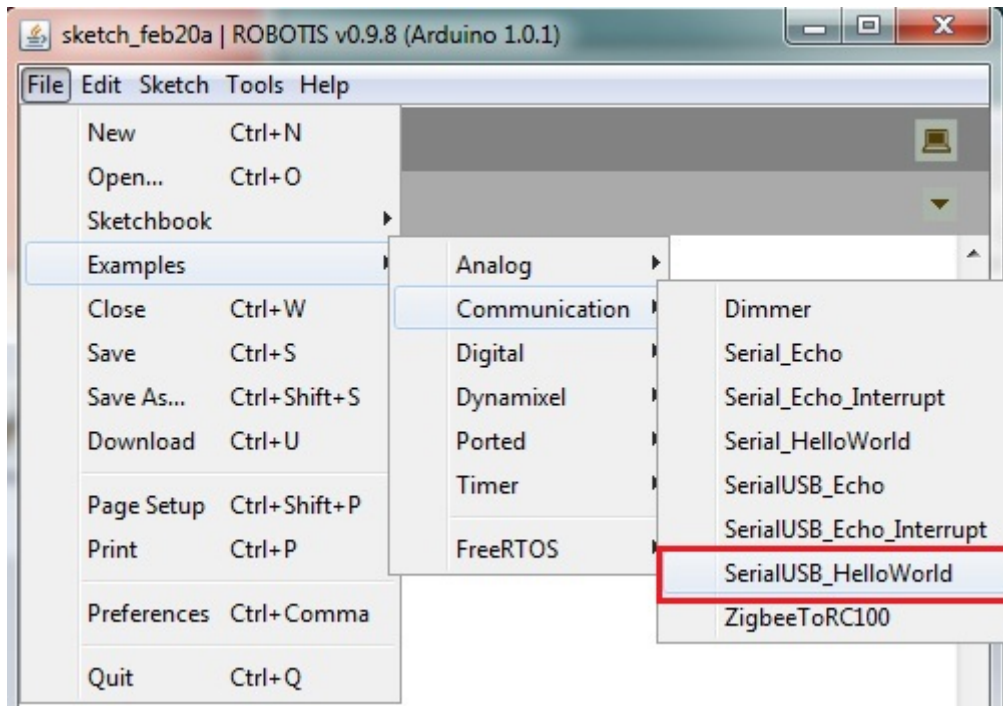 sketch_feb20a | ROBOTIS v0.9.8 (Arduino 1.0.1)
File Edit Sketch Tools Help
New Ctrl+N
Open... Ctrl+O
Sketchbook
Examples
Close Ctrl+W
Save Ctrl+S
Save As... Ctrl+Shift+S
Download Ctrl+U
Page Setup Ctrl+Shift+P
Print Ctrl+P
Preferences Ctrl+Comma
Quit Ctrl+Q
Analog
Communication
Digital
Dynamixel
Ported
Timer
FreeRTOS
Dimmer
Serial_Echo
Serial_Echo_Interrupt
Serial_HelloWorld
SerialUSB_Echo
SerialUSB_Echo_Interrupt
SerialUSB_HelloWorld
ZigbeeToRC100